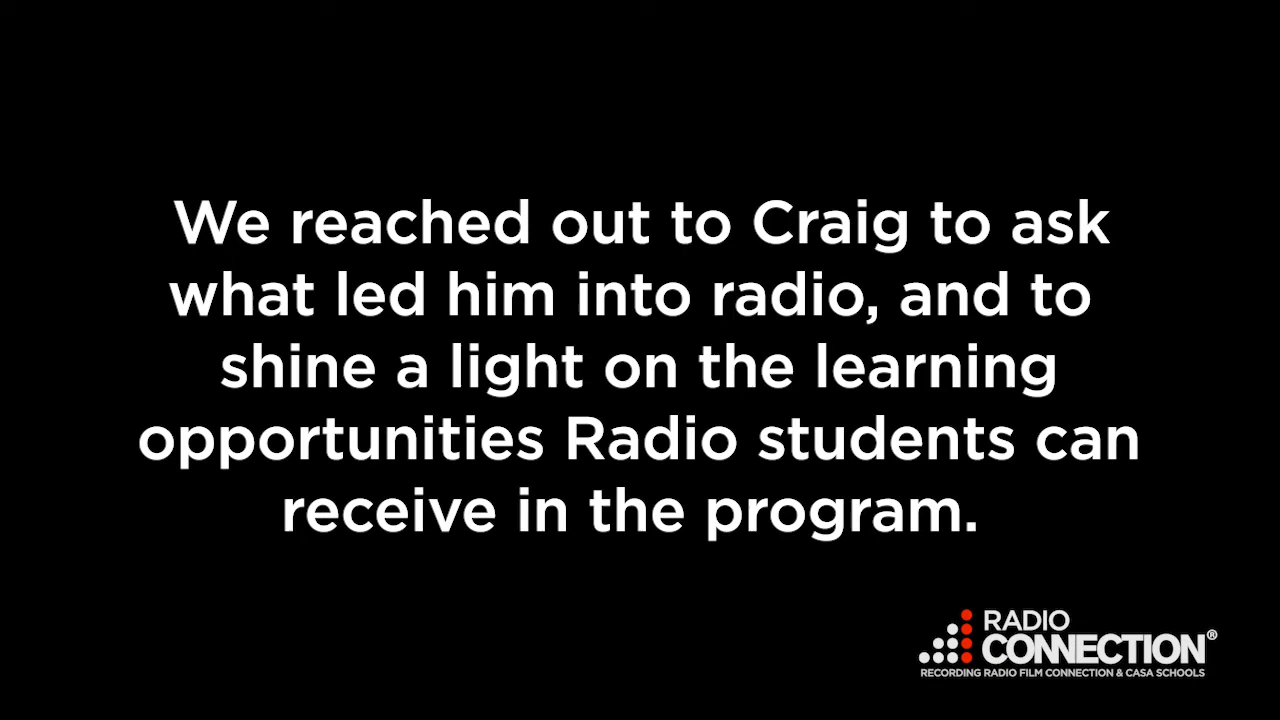 We reached out to Craig to ask
what led him into radio, and to
shine a light on the learning
opportunities Radio students can
receive in the program.
RADIO
CONNECTION®
RECORDING RADIO FILM CONNECTION & CASA SCHOOLS